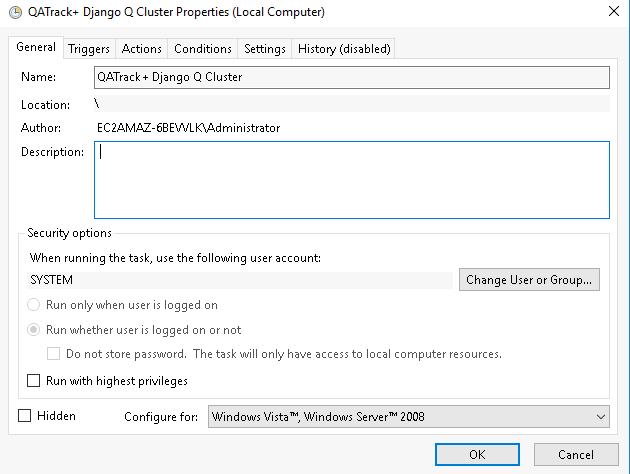 QATrack+ Django Q Cluster Properties (Local Computer)
General Triggers Actions Conditions Settings History (disabled)
Name: QATrack+ Django Q Cluster
Location: \
Author: EC2AMAZ-6BEVVLK\Administrator
Description:
Security options
When running the task, use the following user account:
SYSTEM Change User or Group...
Run only when user is logged on
Run whether user is logged on or not
Do not store password. The task will only have access to local computer resources.
Run with highest privileges
Hidden Configure for: Windows Vista™, Windows Server™ 2008
OK Cancel